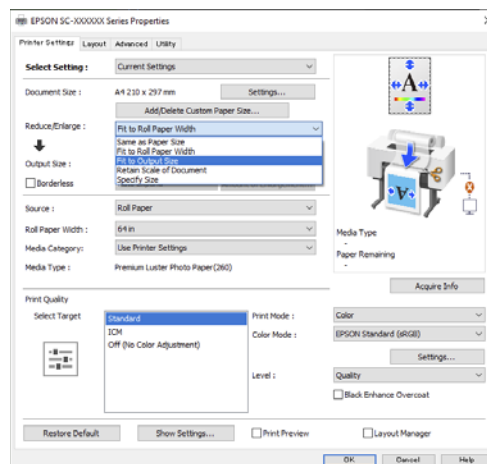 EPSON SC-XXXXXX Series Properties
Printer Settings Layout Advanced Utility
Select Setting : Current Settings
Document Size : A4 210 x 297 mm Settings...
Add/Delete Custom Paper Size...
Reduce/Enlarge : Fit to Roll Paper Width
Same as Paper Size
Fit to Roll Paper Width
Fit to Output Size
Retain Scale of Document
Specify Size
Output Size :
Borderless
Source : Roll Paper
Roll Paper Width : 64 in
Media Category: Use Printer Settings
Media Type : Premium Luster Photo Paper(260)
A
A
Media Type
-
Paper Remaining
-
Acquire Info
Print Quality
Select Target
Standard
ICM
Off (No Color Adjustment)
Print Mode : Color
Color Mode : EPSON Standard (sRGB)
Settings...
Level : Quality
Black Enhance Overcoat
Restore Default Show Settings... Print Preview Layout Manager
OK Cancel Help